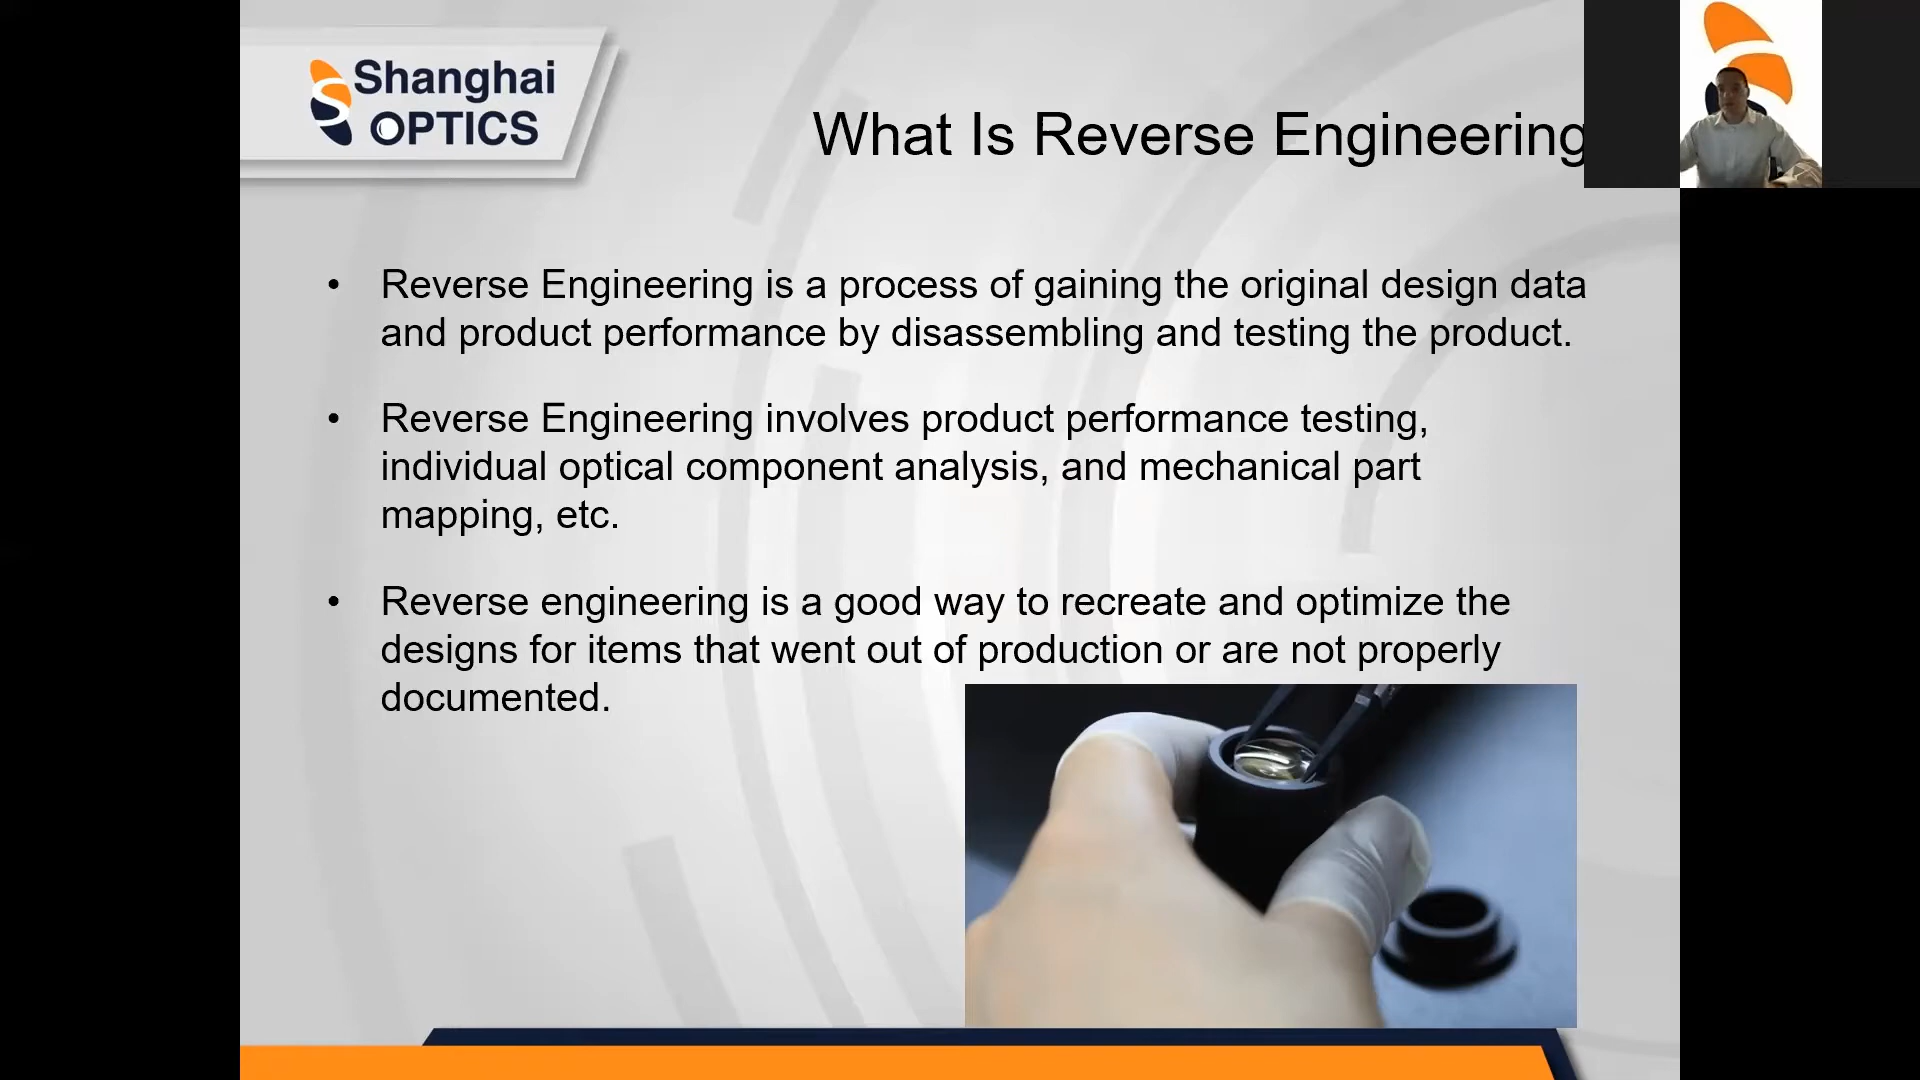 Shanghai
OPTICS
What Is Reverse Engineering
• Reverse Engineering is a process of gaining the original design data
and product performance by disassembling and testing the product.
• Reverse Engineering involves product performance testing,
individual optical component analysis, and mechanical part
mapping, etc.
• Reverse engineering is a good way to recreate and optimize the
designs for items that went out of production or are not properly
documented.